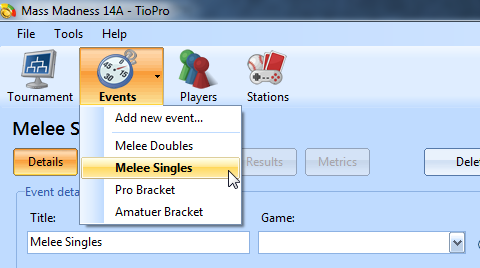 Mass Madness 14A - TioPro
File Tools Help
Tournament Events Players Stations
Add new event...
Melee Doubles
Melee Singles
Pro Bracket
Amatuer Bracket
Melee S
Details Results Metrics Dele
Event deta
Title: Game:
Melee Singles